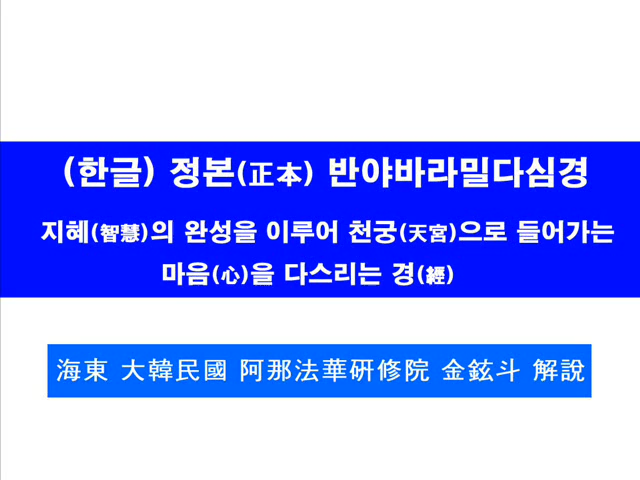 (한글) 정본(正本) 반야바라밀다심경
지혜(智慧)의 완성을 이루어 천궁(天宮)으로 들어가는
마음(心)을 다스리는 경(經)
海東 大韓民國 阿那法華硏修院 金鉉斗 解說